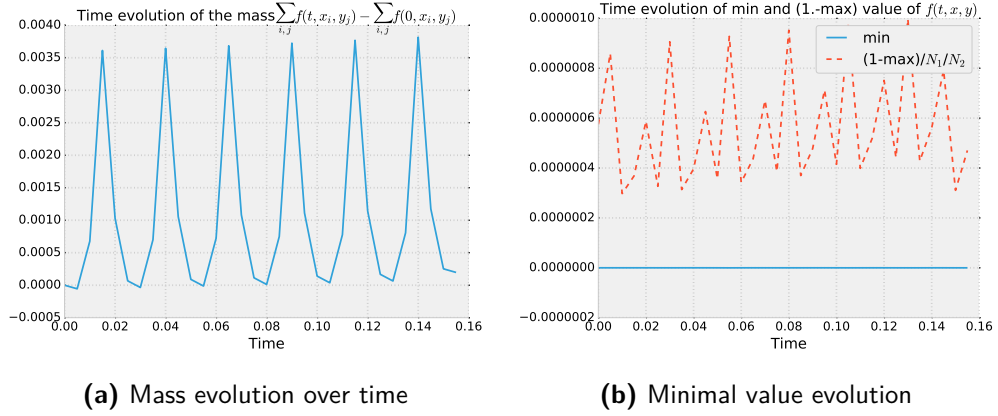 Time evolution of the mass ∑_{i,j} f(t, x_i, y_j) − ∑_{i,j} f(0, x_i, y_j)
0.0040
0.0035
0.0030
0.0025
0.0020
0.0015
0.0010
0.0005
0.0000
−0.0005
0.00 0.02 0.04 0.06 0.08 0.10 0.12 0.14 0.16
Time
(a) Mass evolution over time
Time evolution of min and (1.-max) value of f(t, x, y)
min
(1-max)/N_1/N_2
0.0000010
0.0000008
0.0000006
0.0000004
0.0000002
0.0000000
−0.0000002
0.00 0.02 0.04 0.06 0.08 0.10 0.12 0.14 0.16
Time
(b) Minimal value evolution